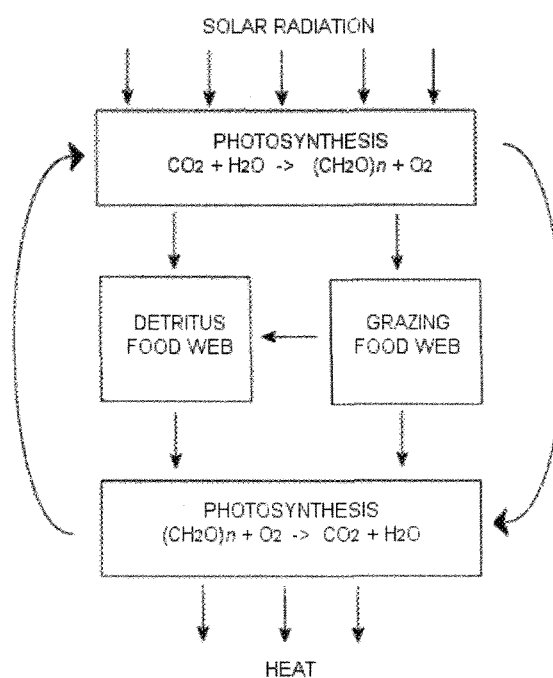 SOLAR RADIATION
PHOTOSYNTHESIS
CO2 + H2O -> (CH2O)n + O2
DETRITUS
FOOD WEB
GRAZING
FOOD WEB
PHOTOSYNTHESIS
(CH2O)n + O2 -> CO2 + H2O
HEAT